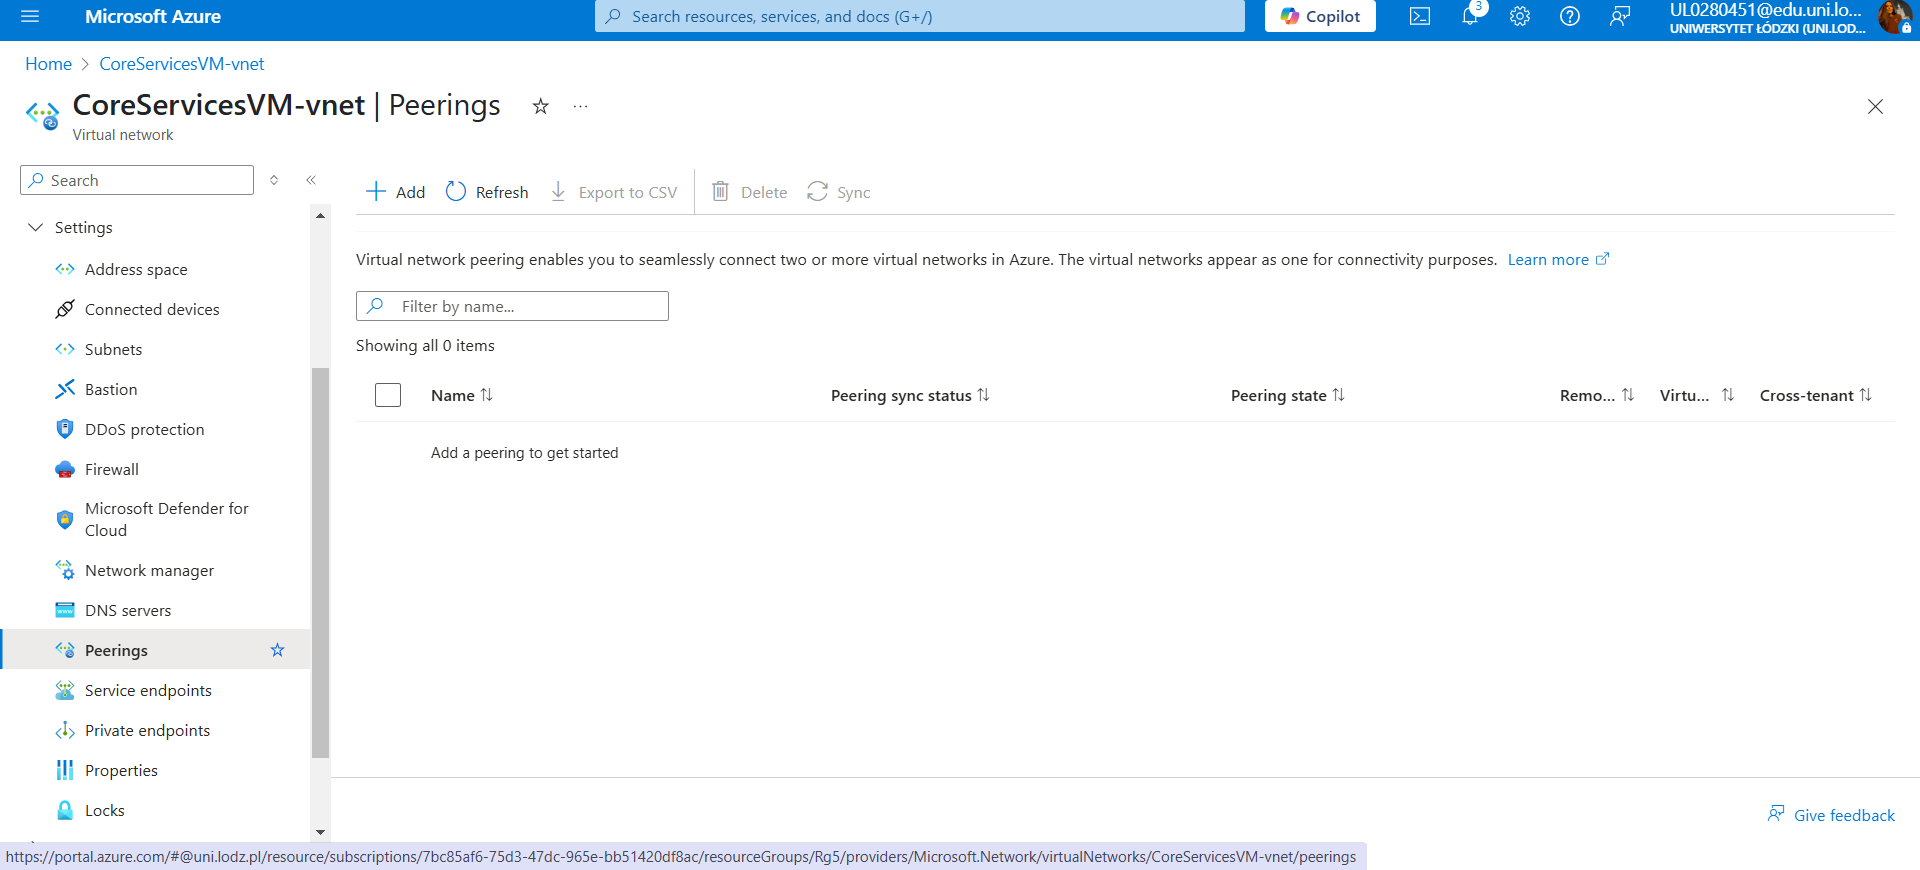 Microsoft Azure
Search resources, services, and docs (G+/)
Copilot
3
UL0280451@edu.uni.lo...
UNIWERSYTET ŁÓDZKI (UNI.LOD...
Home > CoreServicesVM-vnet
CoreServicesVM-vnet | Peerings
Virtual network
Search
Add
Refresh
Export to CSV
Delete
Sync
Settings
Address space
Connected devices
Subnets
Bastion
DDoS protection
Firewall
Microsoft Defender for
Cloud
Network manager
DNS servers
Peerings
Service endpoints
Private endpoints
Properties
Locks
Virtual network peering enables you to seamlessly connect two or more virtual networks in Azure. The virtual networks appear as one for connectivity purposes. Learn more
Filter by name...
Showing all 0 items
Name
Peering sync status
Peering state
Remo...
Virtu...
Cross-tenant
Add a peering to get started
Give feedback
https://portal.azure.com/#@uni.lodz.pl/resource/subscriptions/7bc85af6-75d3-47dc-965e-bb51420df8ac/resourceGroups/Rg5/providers/Microsoft.Network/virtualNetworks/CoreServicesVM-vnet/peerings